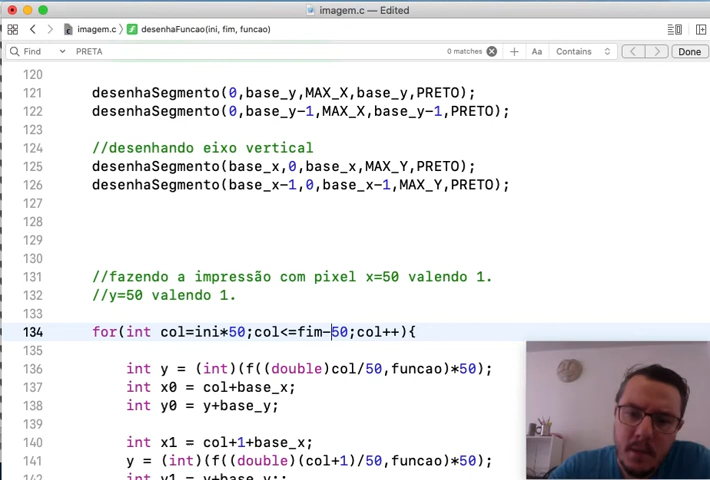 imagem.c — Edited
imagem.c desenhaFuncao(ini, fim, funcao)
Find PRETA 0 matches Aa Contains Done
120
121 desenhaSegmento(0,base_y,MAX_X,base_y,PRETO);
122 desenhaSegmento(0,base_y-1,MAX_X,base_y-1,PRETO);
123
124 //desenhando eixo vertical
125 desenhaSegmento(base_x,0,base_x,MAX_Y,PRETO);
126 desenhaSegmento(base_x-1,0,base_x-1,MAX_Y,PRETO);
127
128
129
130
131 //fazendo a impressão com pixel x=50 valendo 1.
132 //y=50 valendo 1.
133
134 for(int col=ini*50;col<=fim-50;col++){
135
136 int y = (int)(f((double)col/50,funcao)*50);
137 int x0 = col+base_x;
138 int y0 = y+base_y;
139
140 int x1 = col+1+base_x;
141 y = (int)(f((double)(col+1)/50,funcao)*50);
142 int y1 = y+base_y;